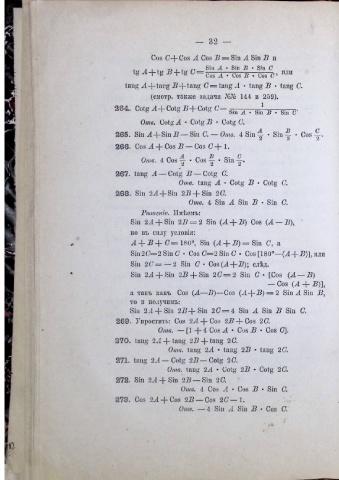 — 32 —
Cos C + Cos A Cos B = Sin A Sin B и
tg A + tg B + tg C = Sin A · Sin B · Sin C / Cos A · Cos B · Cos C, или
tang A + tang B + tang C = tang A · tang B · tang C.
(смотр. также задачи №№ 144 и 259).
264. Cotg A + Cotg B + Cotg C — 1 / Sin A · Sin B · Sin C
Отв. Cotg A · Cotg B · Cotg C.
265. Sin A + Sin B — Sin C. — Отв. 4 Sin A/2 · Sin B/2 · Cos C/2.
266. Cos A + Cos B — Cos C + 1.
Отв. 4 Cos A/2 · Cos B/2 · Sin C/2.
267. tang A — Cotg B — Cotg C.
Отв. tang A · Cotg B · Cotg C.
268. Sin 2A + Sin 2B + Sin 2C.
Отв. 4 Sin A Sin B · Sin C.
Рѣшеніе. Имѣемъ:
Sin 2A + Sin 2B = 2 Sin (A + B) Cos (A — B),
но въ силу условія:
A + B + C = 180°, Sin (A + B) = Sin C, а
Sin 2C = 2 Sin C · Cos C = 2 Sin C · Cos [180° — (A + B)], или
Sin 2C = — 2 Sin C · Cos (A + B); слѣд.
Sin 2A + Sin 2B + Sin 2C = 2 Sin C · [Cos (A — B)
— Cos (A + B)],
а такъ какъ Cos (A — B) — Cos (A + B) = 2 Sin A Sin B,
то и получимъ:
Sin 2A + Sin 2B + Sin 2C = 4 Sin A Sin B Sin C.
269. Упростить: Cos 2A + Cos 2B + Cos 2C.
Отв. — [1 + 4 Cos A · Cos B · Cos C].
270. tang 2A + tang 2B + tang 2C.
Отв. tang 2A · tang 2B · tang 2C.
271. tang 2A — Cotg 2B — Cotg 2C.
Отв. tang 2A · Cotg 2B · Cotg 2C.
272. Sin 2A + Sin 2B — Sin 2C.
Отв. 4 Cos A · Cos B · Sin C.
273. Cos 2A + Cos 2B — Cos 2C — 1.
Отв. — 4 Sin A Sin B · Cos C.